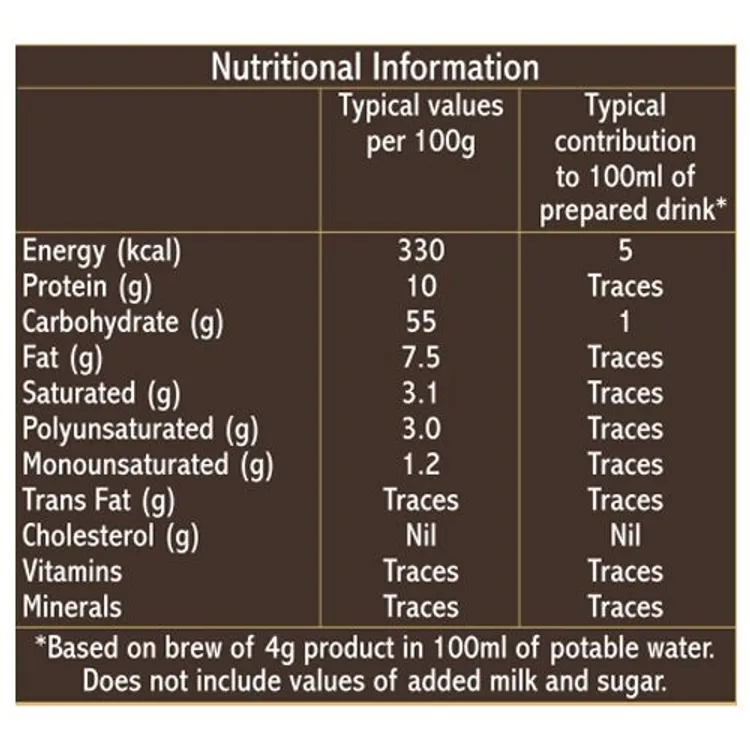 Nutritional Information
Typical values per 100g
Typical contribution to 100ml of prepared drink*
Energy (kcal) 330 5
Protein (g) 10 Traces
Carbohydrate (g) 55 1
Fat (g) 7.5 Traces
Saturated (g) 3.1 Traces
Polyunsaturated (g) 3.0 Traces
Monounsaturated (g) 1.2 Traces
Trans Fat (g) Traces Traces
Cholesterol (g) Nil Nil
Vitamins Traces Traces
Minerals Traces Traces
*Based on brew of 4g product in 100ml of potable water.
Does not include values of added milk and sugar.